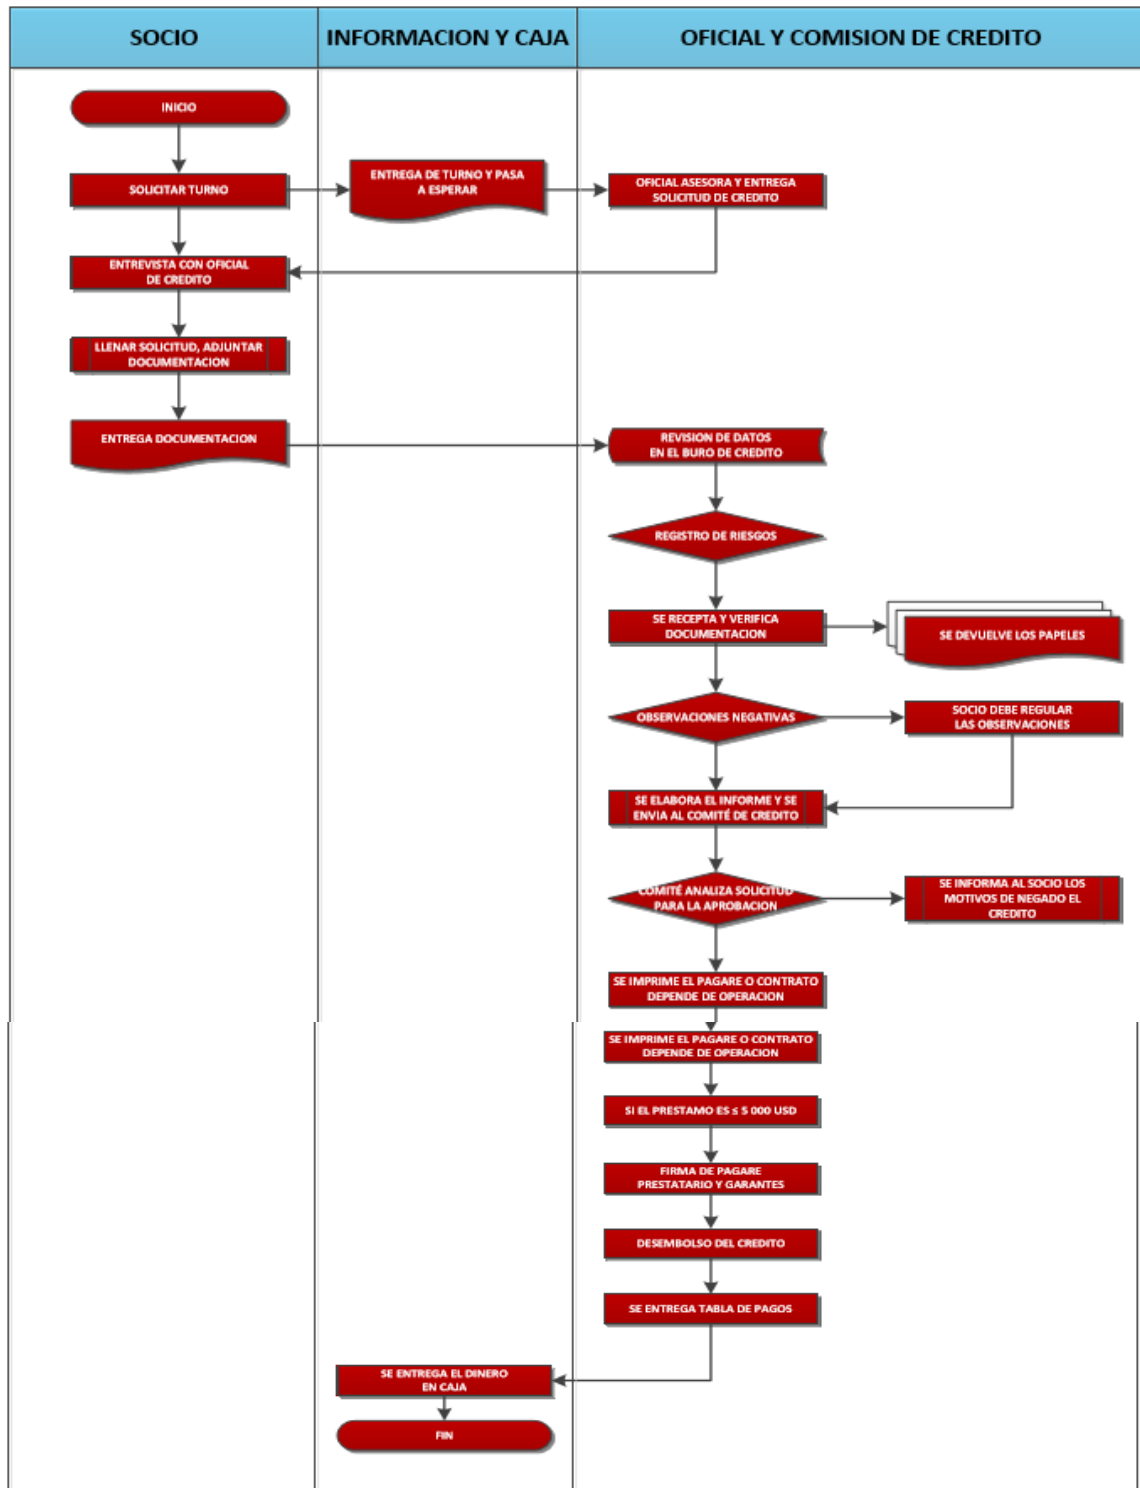 SOCIO
INFORMACION Y CAJA
OFICIAL Y COMISION DE CREDITO
INICIO
SOLICITAR TURNO
ENTREGA DE TURNO Y PASA
A ESPERAR
OFICIAL ASESORA Y ENTREGA
SOLICITUD DE CREDITO
ENTREVISTA CON OFICIAL
DE CREDITO
LLENAR SOLICITUD, ADJUNTAR
DOCUMENTACION
ENTREGA DOCUMENTACION
REVISION DE DATOS
EN EL BURO DE CREDITO
REGISTRO DE RIESGOS
SE RECEPTA Y VERIFICA
DOCUMENTACION
SE DEVUELVE LOS PAPELES
OBSERVACIONES NEGATIVAS
SOCIO DEBE REGULAR
LAS OBSERVACIONES
SE ELABORA EL INFORME Y SE
ENVIA AL COMITÉ DE CREDITO
COMITÉ ANALIZA SOLICITUD
PARA LA APROBACION
SE INFORMA AL SOCIO LOS
MOTIVOS DE NEGADO EL
CREDITO
SE IMPRIME EL PAGARE O CONTRATO
DEPENDE DE OPERACION
SE IMPRIME EL PAGARE O CONTRATO
DEPENDE DE OPERACION
SI EL PRESTAMO ES ≤ 5 000 USD
FIRMA DE PAGARE
PRESTATARIO Y GARANTES
DESEMBOLSO DEL CREDITO
SE ENTREGA TABLA DE PAGOS
SE ENTREGA EL DINERO
EN CAJA
FIN